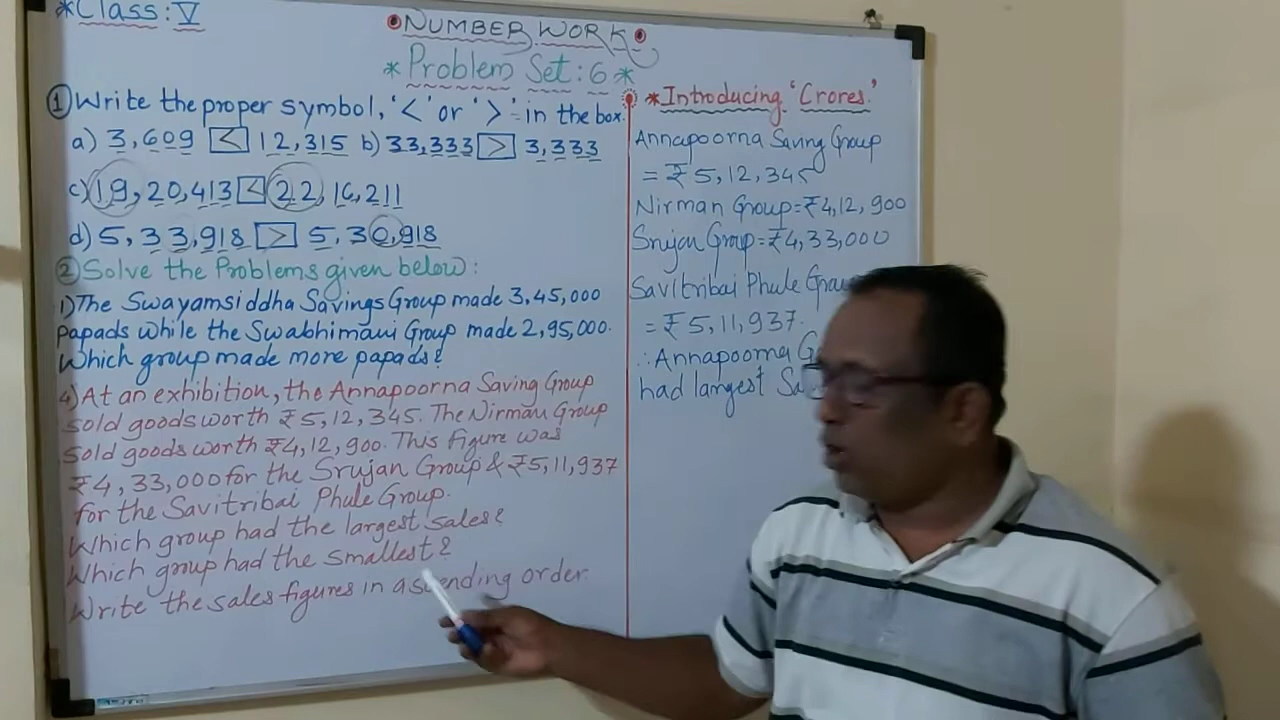 *Class: V
NUMBER WORK
*Problem Set: 6*
① Write the proper symbol, '<' or '>' in the box.
a) 3,609 < 12,315 b) 33,333 > 3,333
c) 19,20,413 < 22,16,211
d) 5,33,918 > 5,30,918
② Solve the Problems given below:
1) The Swayamsiddha Savings Group made 3,45,000
papads while the Swabhimani Group made 2,95,000.
Which group made more papads?
4) At an exhibition, the Annapoorna Saving Group
sold goods worth ₹5,12,345. The Nirman Group
sold goods worth ₹4,12,900. This figure was
₹4,33,000 for the Srujan Group & ₹5,11,937
for the Savitribai Phule Group.
Which group had the largest sales?
Which group had the smallest?
Write the sales figures in ascending order.
*Introducing 'Crores.'
Annapoorna Saving Group
= ₹5,12,345
Nirman Group=₹4,12,900
Srujan Group=₹4,33,000
Savitribai Phule Group
= ₹5,11,937.
∴Annapoorna G
had largest Sa